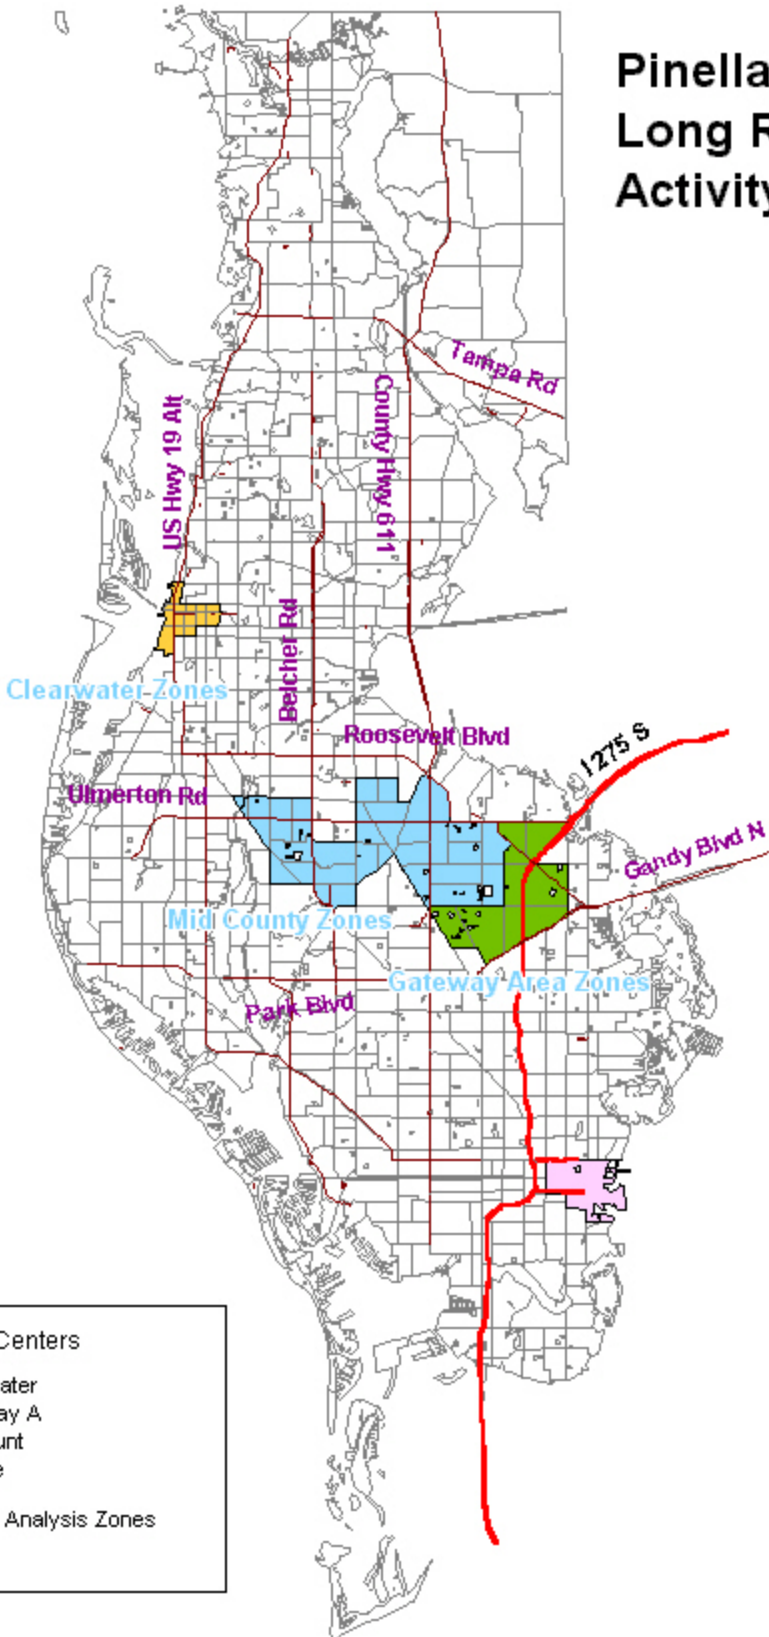 Pinella
Long R
Activity
Tampa Rd
County Hwy 611
US Hwy 19 Alt
Belcher Rd
Clearwater Zones
Roosevelt Blvd
I 275 S
Ulmerton Rd
Gandy Blvd N
Mid County Zones
Gateway Area Zones
Park Blvd
Centers
ater
ay A
unt
e
Analysis Zones